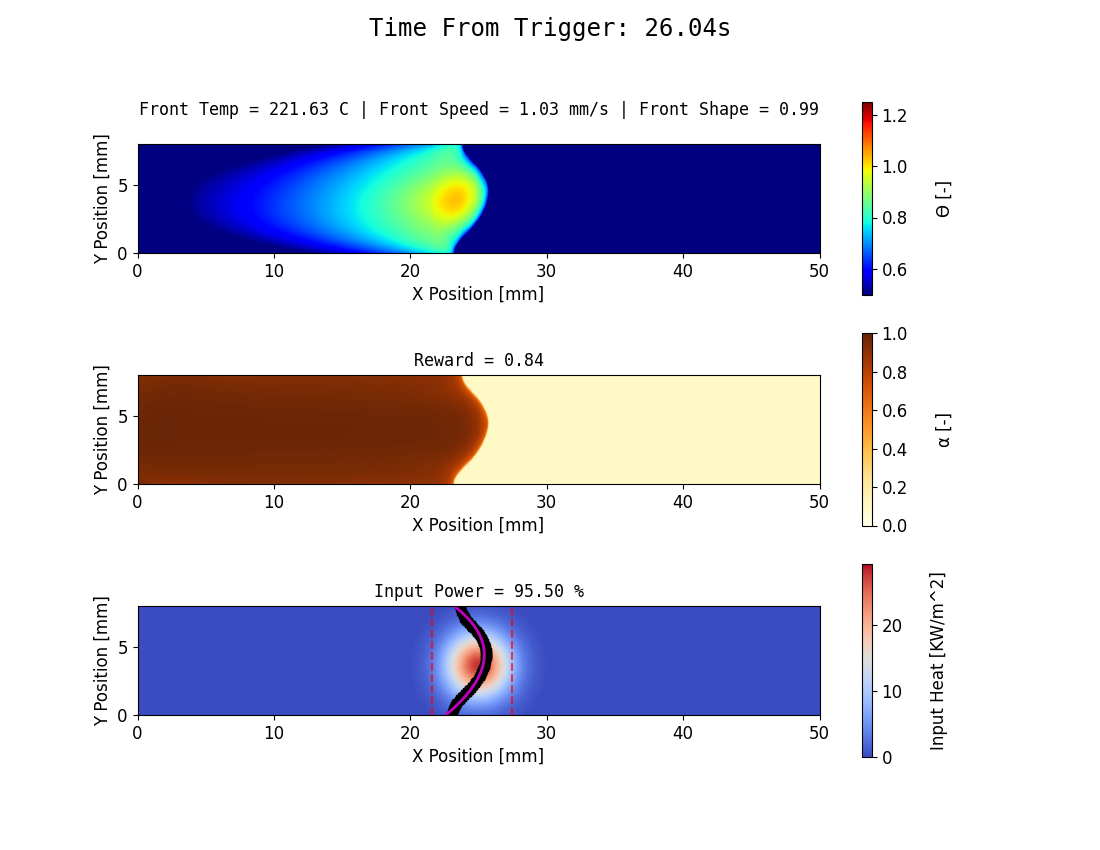 Time From Trigger: 26.04s
Front Temp = 221.63 C | Front Speed = 1.03 mm/s | Front Shape = 0.99
Y Position [mm]
5
0
0 10 20 30 40 50
X Position [mm]
1.2
1.0
0.8
0.6
Θ [-]
Reward = 0.84
Y Position [mm]
5
0
0 10 20 30 40 50
X Position [mm]
1.0
0.8
0.6
0.4
0.2
0.0
α [-]
Input Power = 95.50 %
Y Position [mm]
5
0
0 10 20 30 40 50
X Position [mm]
20
10
0
Input Heat [KW/m^2]